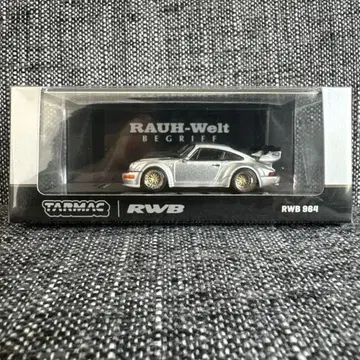 RAUH-Welt
BEGRIFF
TARMAC | RWB RWB 964